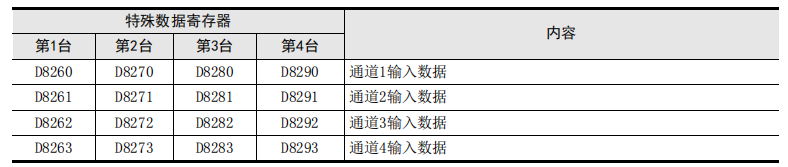 特殊数据寄存器 内容
第1台 第2台 第3台 第4台
D8260 D8270 D8280 D8290 通道1输入数据
D8261 D8271 D8281 D8291 通道2输入数据
D8262 D8272 D8282 D8292 通道3输入数据
D8263 D8273 D8283 D8293 通道4输入数据